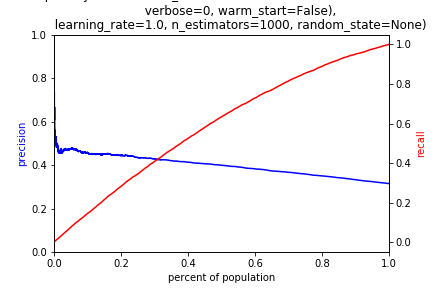 verbose=0, warm_start=False),
learning_rate=1.0, n_estimators=1000, random_state=None)
1.0
0.8
0.6
0.4
0.2
0.0
precision
1.0
0.8
0.6
0.4
0.2
0.0
recall
0.0 0.2 0.4 0.6 0.8 1.0
percent of population